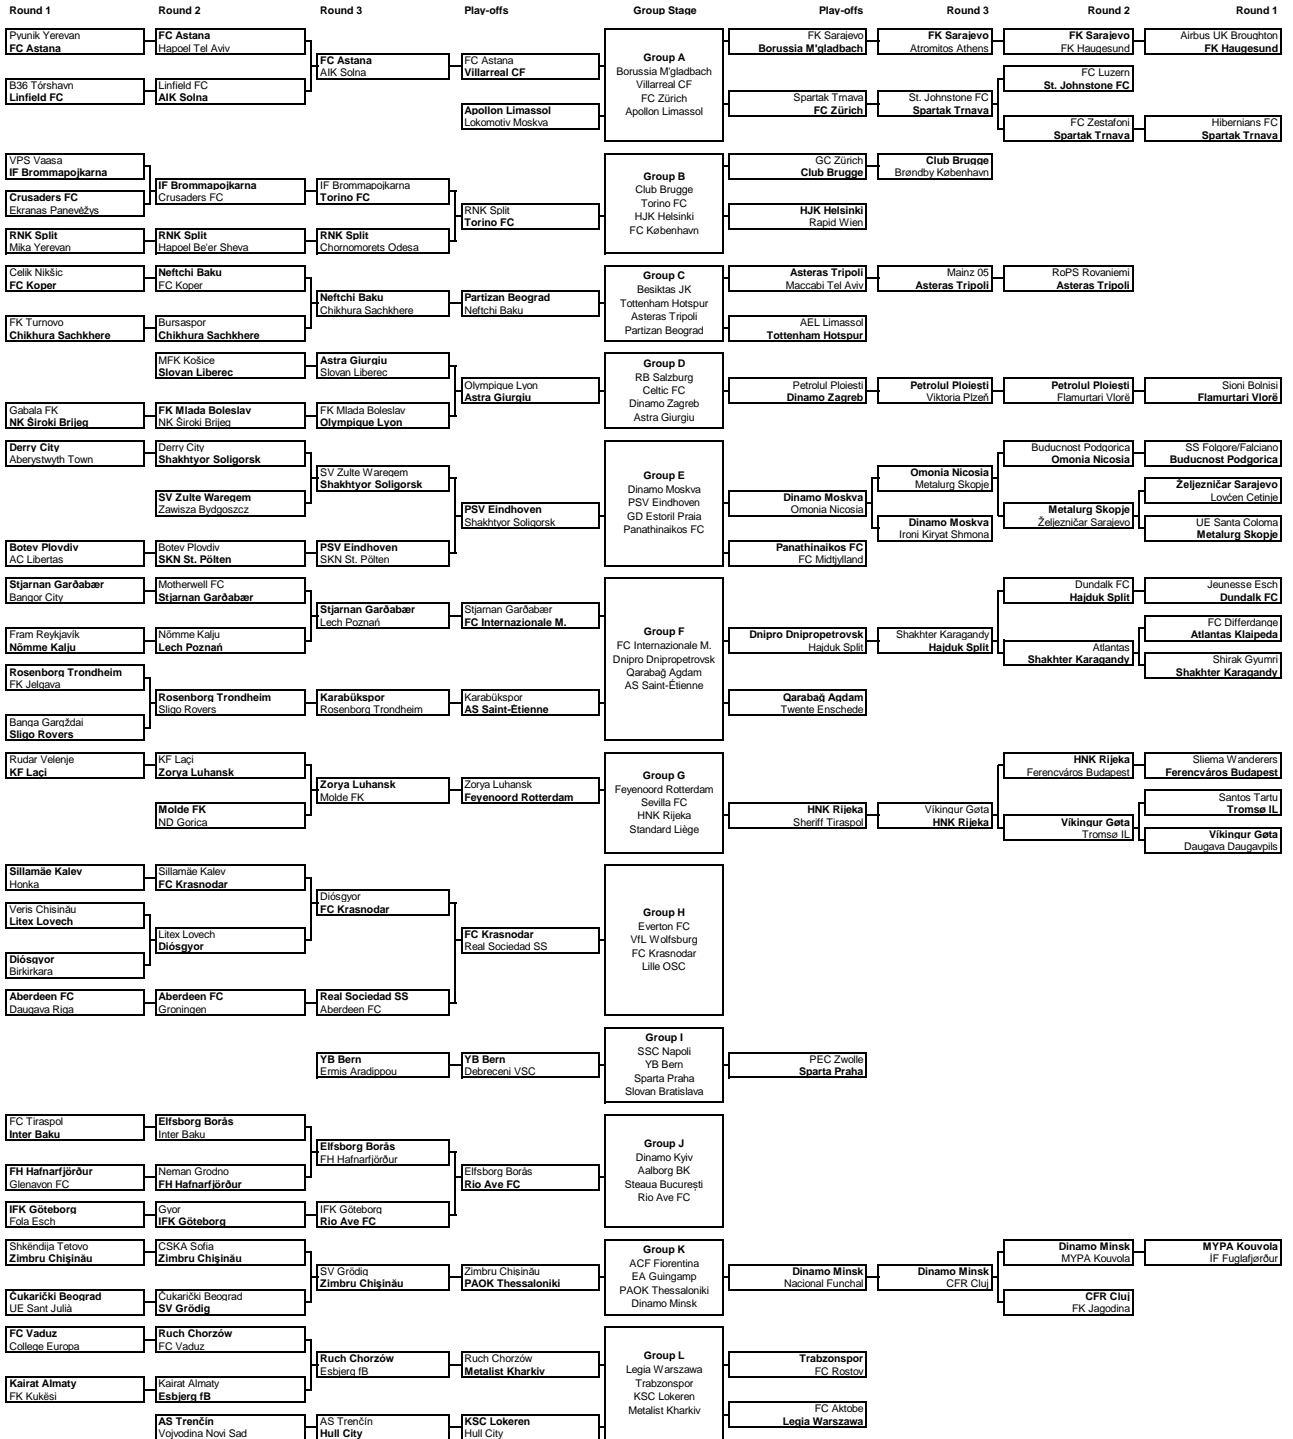 Round 1
Round 2
Round 3
Play-offs
Group Stage
Play-offs
Round 3
Round 2
Round 1
Pyunik Yerevan
FC Astana
FC Astana
Hapoel Tel Aviv
FC Astana
AIK Solna
FC Astana
Villarreal CF
B36 Tórshavn
Linfield FC
Linfield FC
AIK Solna
Apollon Limassol
Lokomotiv Moskva
Group A
Borussia M'gladbach
Villarreal CF
FC Zürich
Apollon Limassol
FK Sarajevo
Borussia M'gladbach
FK Sarajevo
Atromitos Athens
FK Sarajevo
FK Haugesund
Airbus UK Broughton
FK Haugesund
Spartak Trnava
FC Zürich
St. Johnstone FC
Spartak Trnava
FC Luzern
St. Johnstone FC
FC Zestafoni
Spartak Trnava
Hibernians FC
Spartak Trnava
VPS Vaasa
IF Brommapojkarna
Crusaders FC
Ekranas Panevėžys
IF Brommapojkarna
Crusaders FC
IF Brommapojkarna
Torino FC
RNK Split
Torino FC
RNK Split
Mika Yerevan
RNK Split
Hapoel Be'er Sheva
RNK Split
Chornomorets Odesa
Group B
Club Brugge
Torino FC
HJK Helsinki
FC København
GC Zürich
Club Brugge
Club Brugge
Brøndby København
HJK Helsinki
Rapid Wien
Celik Nikšic
FC Koper
Neftchi Baku
FC Koper
Neftchi Baku
Chikhura Sachkhere
Partizan Beograd
Neftchi Baku
FK Turnovo
Chikhura Sachkhere
Bursaspor
Chikhura Sachkhere
Group C
Besiktas JK
Tottenham Hotspur
Asteras Tripoli
Partizan Beograd
Asteras Tripoli
Maccabi Tel Aviv
Mainz 05
Asteras Tripoli
RoPS Rovaniemi
Asteras Tripoli
AEL Limassol
Tottenham Hotspur
MFK Košice
Slovan Liberec
Astra Giurgiu
Slovan Liberec
Olympique Lyon
Astra Giurgiu
Gabala FK
NK Široki Brijeg
FK Mlada Boleslav
NK Široki Brijeg
FK Mlada Boleslav
Olympique Lyon
Group D
RB Salzburg
Celtic FC
Dinamo Zagreb
Astra Giurgiu
Petrolul Ploiesti
Dinamo Zagreb
Petrolul Ploiești
Viktoria Plzeň
Petrolul Ploiești
Flamurtari Vlorë
Sioni Bolnisi
Flamurtari Vlorë
Derry City
Aberystwyth Town
Derry City
Shakhtyor Soligorsk
SV Zulte Waregem
Shakhtyor Soligorsk
SV Zulte Waregem
Zawisza Bydgoszcz
PSV Eindhoven
Shakhtyor Soligorsk
Botev Plovdiv
AC Libertas
Botev Plovdiv
SKN St. Pölten
PSV Eindhoven
SKN St. Pölten
Group E
Dinamo Moskva
PSV Eindhoven
GD Estoril Praia
Panathinaikos FC
Dinamo Moskva
Omonia Nicosia
Omonia Nicosia
Metalurg Skopje
Dinamo Moskva
Ironi Kiryat Shmona
Buducnost Podgorica
Omonia Nicosia
SS Folgore/Falciano
Buducnost Podgorica
Metalurg Skopje
Željezničar Sarajevo
Željezničar Sarajevo
Lovćen Cetinje
UE Santa Coloma
Metalurg Skopje
Panathinaikos FC
FC Midtjylland
Stjarnan Garðabær
Bangor City
Motherwell FC
Stjarnan Garðabær
Stjarnan Garðabær
Lech Poznań
Stjarnan Garðabær
FC Internazionale M.
Fram Reykjavík
Nõmme Kalju
Nõmme Kalju
Lech Poznań
Rosenborg Trondheim
FK Jelgava
Rosenborg Trondheim
Sligo Rovers
Karabükspor
Rosenborg Trondheim
Karabükspor
AS Saint-Étienne
Banga Gargždai
Sligo Rovers
Group F
FC Internazionale M.
Dnipro Dnipropetrovsk
Qarabağ Agdam
AS Saint-Étienne
Dnipro Dnipropetrovsk
Hajduk Split
Shakhter Karagandy
Hajduk Split
Dundalk FC
Hajduk Split
Jeunesse Esch
Dundalk FC
Atlantas
Shakhter Karagandy
FC Differdange
Atlantas Klaipeda
Shirak Gyumri
Shakhter Karagandy
Qarabağ Agdam
Twente Enschede
Rudar Velenje
KF Laçi
KF Laçi
Zorya Luhansk
Zorya Luhansk
Molde FK
Zorya Luhansk
Feyenoord Rotterdam
Molde FK
ND Gorica
Group G
Feyenoord Rotterdam
Sevilla FC
HNK Rijeka
Standard Liège
HNK Rijeka
Sheriff Tiraspol
Víkingur Gøta
HNK Rijeka
HNK Rijeka
Ferencváros Budapest
Sliema Wanderers
Ferencváros Budapest
Víkingur Gøta
Tromsø IL
Santos Tartu
Tromsø IL
Víkingur Gøta
Daugava Daugavpils
Sillamäe Kalev
Honka
Sillamäe Kalev
FC Krasnodar
Diósgyor
FC Krasnodar
Veris Chisinău
Litex Lovech
Litex Lovech
Diósgyor
FC Krasnodar
Real Sociedad SS
Diósgyor
Birkirkara
Aberdeen FC
Daugava Riga
Aberdeen FC
Groningen
Real Sociedad SS
Aberdeen FC
Group H
Everton FC
VfL Wolfsburg
FC Krasnodar
Lille OSC
YB Bern
Ermis Aradippou
YB Bern
Debreceni VSC
Group I
SSC Napoli
YB Bern
Sparta Praha
Slovan Bratislava
PEC Zwolle
Sparta Praha
FC Tiraspol
Inter Baku
Elfsborg Borås
Inter Baku
Elfsborg Borås
FH Hafnarfjörður
Elfsborg Borås
Rio Ave FC
FH Hafnarfjörður
Glenavon FC
Neman Grodno
FH Hafnarfjörður
IFK Göteborg
Fola Esch
Gyor
IFK Göteborg
IFK Göteborg
Rio Ave FC
Group J
Dinamo Kyiv
Aalborg BK
Steaua București
Rio Ave FC
Shkëndija Tetovo
Zimbru Chişinău
CSKA Sofia
Zimbru Chişinău
SV Grödig
Zimbru Chişinău
Zimbru Chisinău
PAOK Thessaloniki
Čukarički Beograd
UE Sant Julià
Čukarički Beograd
SV Grödig
Group K
ACF Fiorentina
EA Guingamp
PAOK Thessaloniki
Dinamo Minsk
Dinamo Minsk
Nacional Funchal
Dinamo Minsk
CFR Cluj
Dinamo Minsk
MYPA Kouvola
MYPA Kouvola
ÍF Fuglafjørður
CFR Cluj
FK Jagodina
FC Vaduz
College Europa
Ruch Chorzów
FC Vaduz
Ruch Chorzów
Esbjerg fB
Ruch Chorzów
Metalist Kharkiv
Kairat Almaty
FK Kukësi
Kairat Almaty
Esbjerg fB
AS Trenčín
Vojvodina Novi Sad
AS Trenčín
Hull City
KSC Lokeren
Hull City
Group L
Legia Warszawa
Trabzonspor
KSC Lokeren
Metalist Kharkiv
Trabzonspor
FC Rostov
FC Aktobe
Legia Warszawa